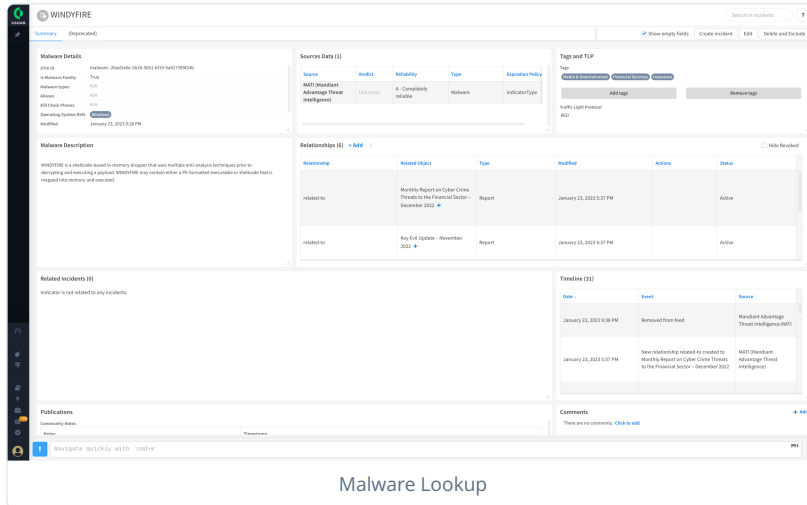 XSOAR
WINDYFIRE
Search in incidents
?
Summary (Deprecated)
Show empty fields Create incident Edit Delete and Exclude
Malware Details
STIX ID
Is Malware Family True
Malware types N/A
Aliases N/A
Kill Chain Phases N/A
Operating System Refs Windows
Modified January 23, 2023 9:36 PM
Sources Data (1)
Source Verdict Reliability Type Expiration Policy
MATI (Mandiant Advantage Threat Intelligence) Unknown A - Completely reliable Malware indicatorType
Tags and TLP
Tags
Media & Entertainment Financial Services Insurance
Add tags Remove tags
Traffic Light Protocol
RED
Malware Description
WINDYFIRE is a shellcode-based in-memory dropper that uses multiple anti-analysis techniques prior to
decrypting and executing a payload. WINDYFIRE may contain either a PE-formatted executable or shellcode that is
mapped into memory and executed.
Relationships (6) + Add
Hide Revoked
Relationship Related Object Type Modified Actions Status
related-to Monthly Report on Cyber Crime Threats to the Financial Sector – December 2022 + Report January 23, 2023 5:37 PM Active
related-to Key Evil Update – November 2022 + Report January 23, 2023 5:37 PM Active
Related Incidents (0)
Indicator is not related to any incidents.
Timeline (31)
Date ↓ Event Source
January 23, 2023 9:38 PM Removed from feed Mandiant Advantage Threat Intelligence.MATI
January 23, 2023 5:37 PM New relationship related-to created to Monthly Report on Cyber Crime Threats to the Financial Sector – December 2022 MATI (Mandiant Advantage Threat Intelligence)
Publications
Community Notes
Notes Timestamp
Comments + Add
There are no comments. Click to add
! Navigate quickly with `cmd+K`
Malware Lookup